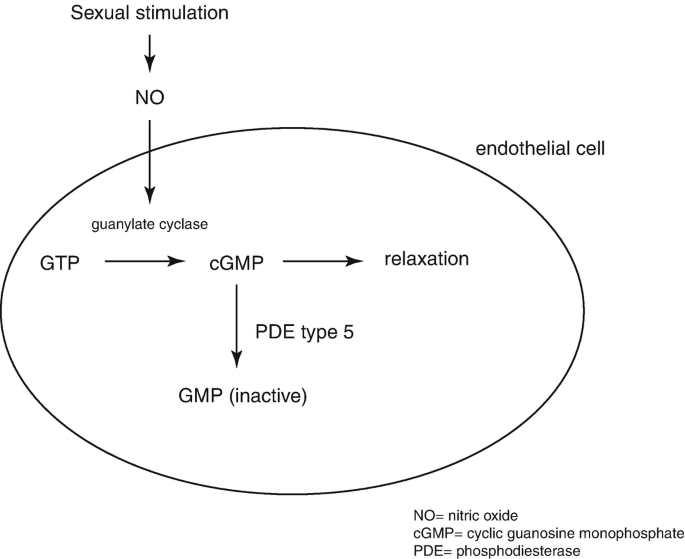 Sexual stimulation
NO
endothelial cell
guanylate cyclase
GTP
cGMP
relaxation
PDE type 5
GMP (inactive)
NO= nitric oxide
cGMP= cyclic guanosine monophosphate
PDE= phosphodiesterase